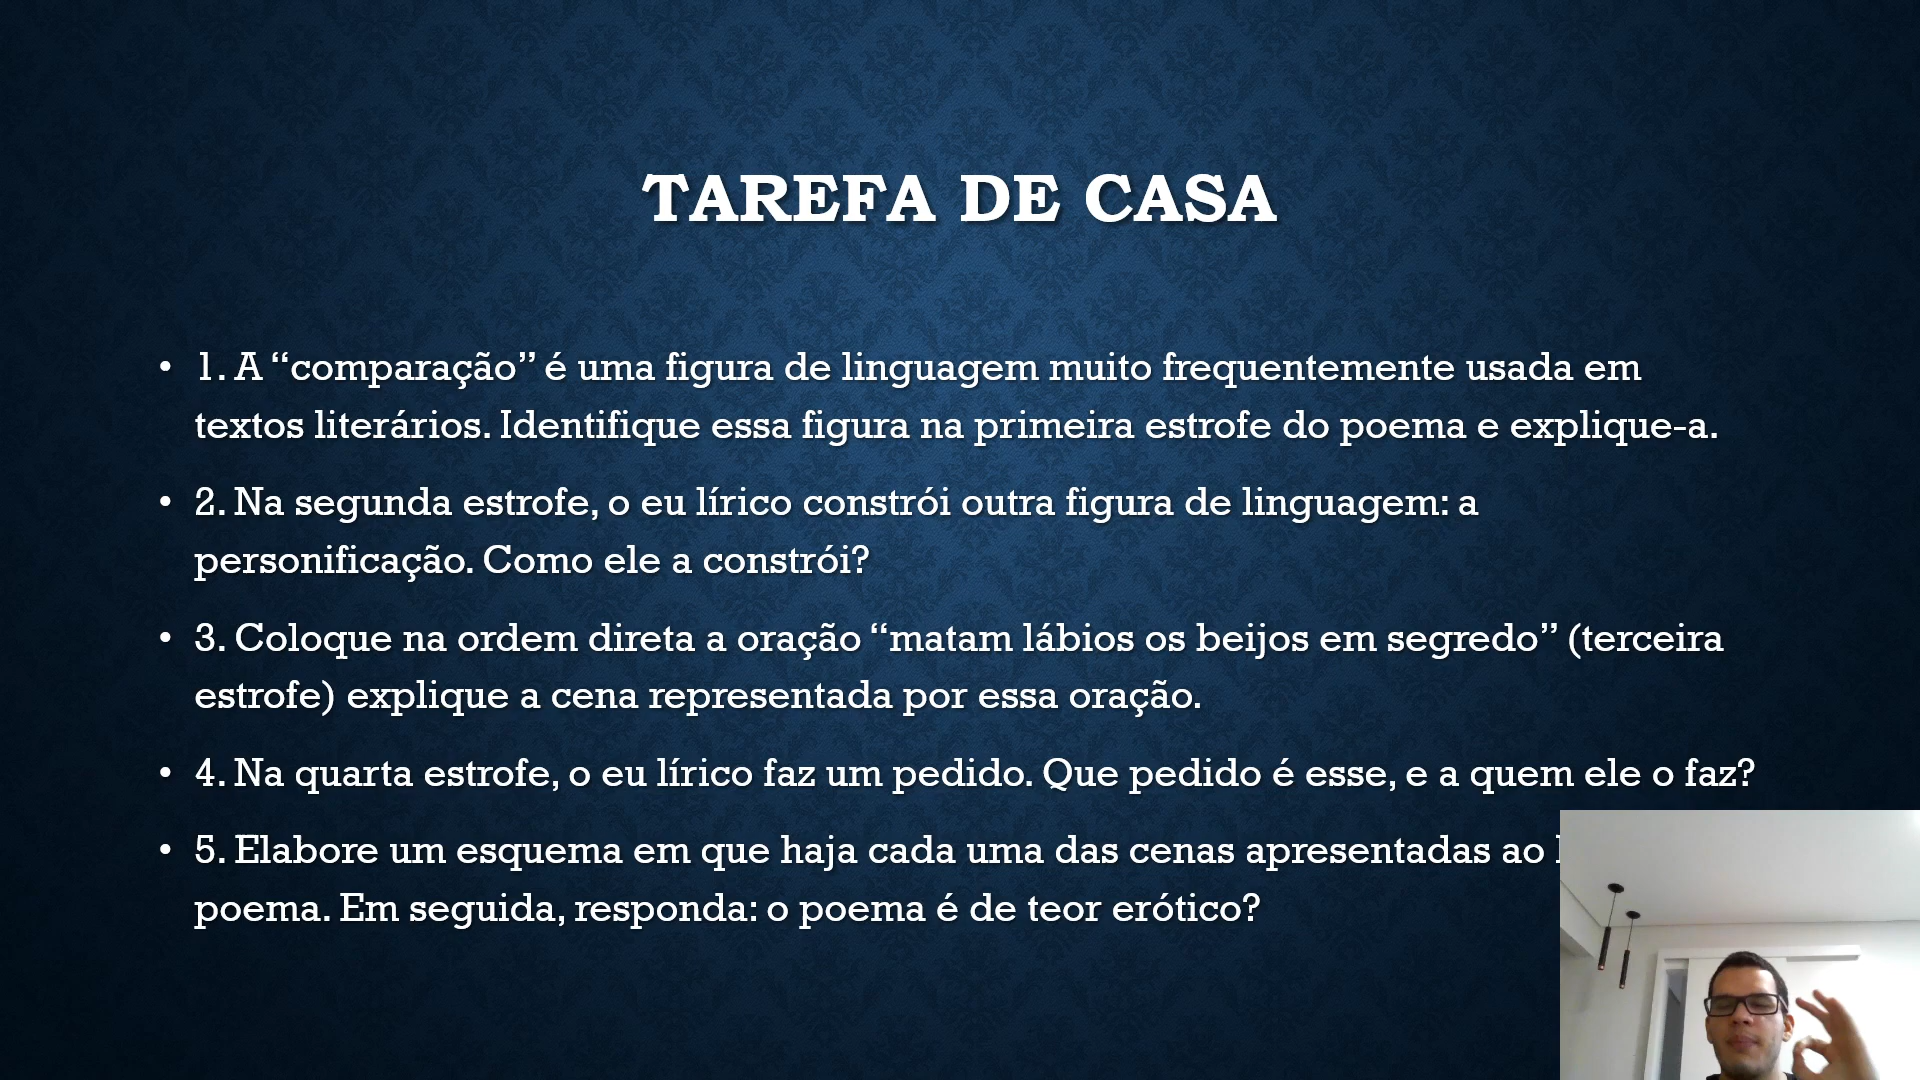 TAREFA DE CASA
• 1. A “comparação” é uma figura de linguagem muito frequentemente usada em
textos literários. Identifique essa figura na primeira estrofe do poema e explique-a.
• 2. Na segunda estrofe, o eu lírico constrói outra figura de linguagem: a
personificação. Como ele a constrói?
• 3. Coloque na ordem direta a oração “matam lábios os beijos em segredo” (terceira
estrofe) explique a cena representada por essa oração.
• 4. Na quarta estrofe, o eu lírico faz um pedido. Que pedido é esse, e a quem ele o faz?
• 5. Elabore um esquema em que haja cada uma das cenas apresentadas ao
poema. Em seguida, responda: o poema é de teor erótico?